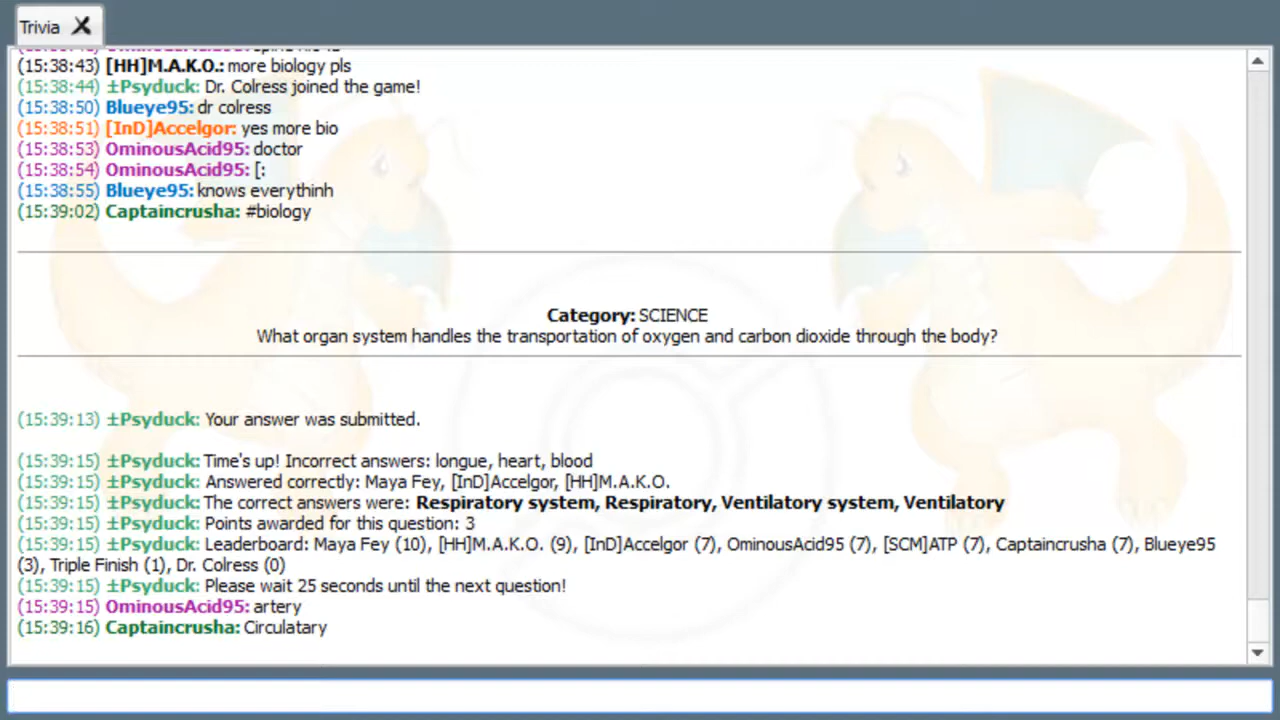 Trivia X
(15:38:43) [HH]M.A.K.O.: more biology pls
(15:38:44) ±Psyduck: Dr. Colress joined the game!
(15:38:50) Blueye95: dr colress
(15:38:51) [InD]Accelgor: yes more bio
(15:38:53) OminousAcid95: doctor
(15:38:54) OminousAcid95: [:
(15:38:55) Blueye95: knows everythinh
(15:39:02) Captaincrusha: #biology
Category: SCIENCE
What organ system handles the transportation of oxygen and carbon dioxide through the body?
(15:39:13) ±Psyduck: Your answer was submitted.
(15:39:15) ±Psyduck: Time's up! Incorrect answers: longue, heart, blood
(15:39:15) ±Psyduck: Answered correctly: Maya Fey, [InD]Accelgor, [HH]M.A.K.O.
(15:39:15) ±Psyduck: The correct answers were: Respiratory system, Respiratory, Ventilatory system, Ventilatory
(15:39:15) ±Psyduck: Points awarded for this question: 3
(15:39:15) ±Psyduck: Leaderboard: Maya Fey (10), [HH]M.A.K.O. (9), [InD]Accelgor (7), OminousAcid95 (7), [SCM]ATP (7), Captaincrusha (7), Blueye95
(3), Triple Finish (1), Dr. Colress (0)
(15:39:15) ±Psyduck: Please wait 25 seconds until the next question!
(15:39:15) OminousAcid95: artery
(15:39:16) Captaincrusha: Circulatary